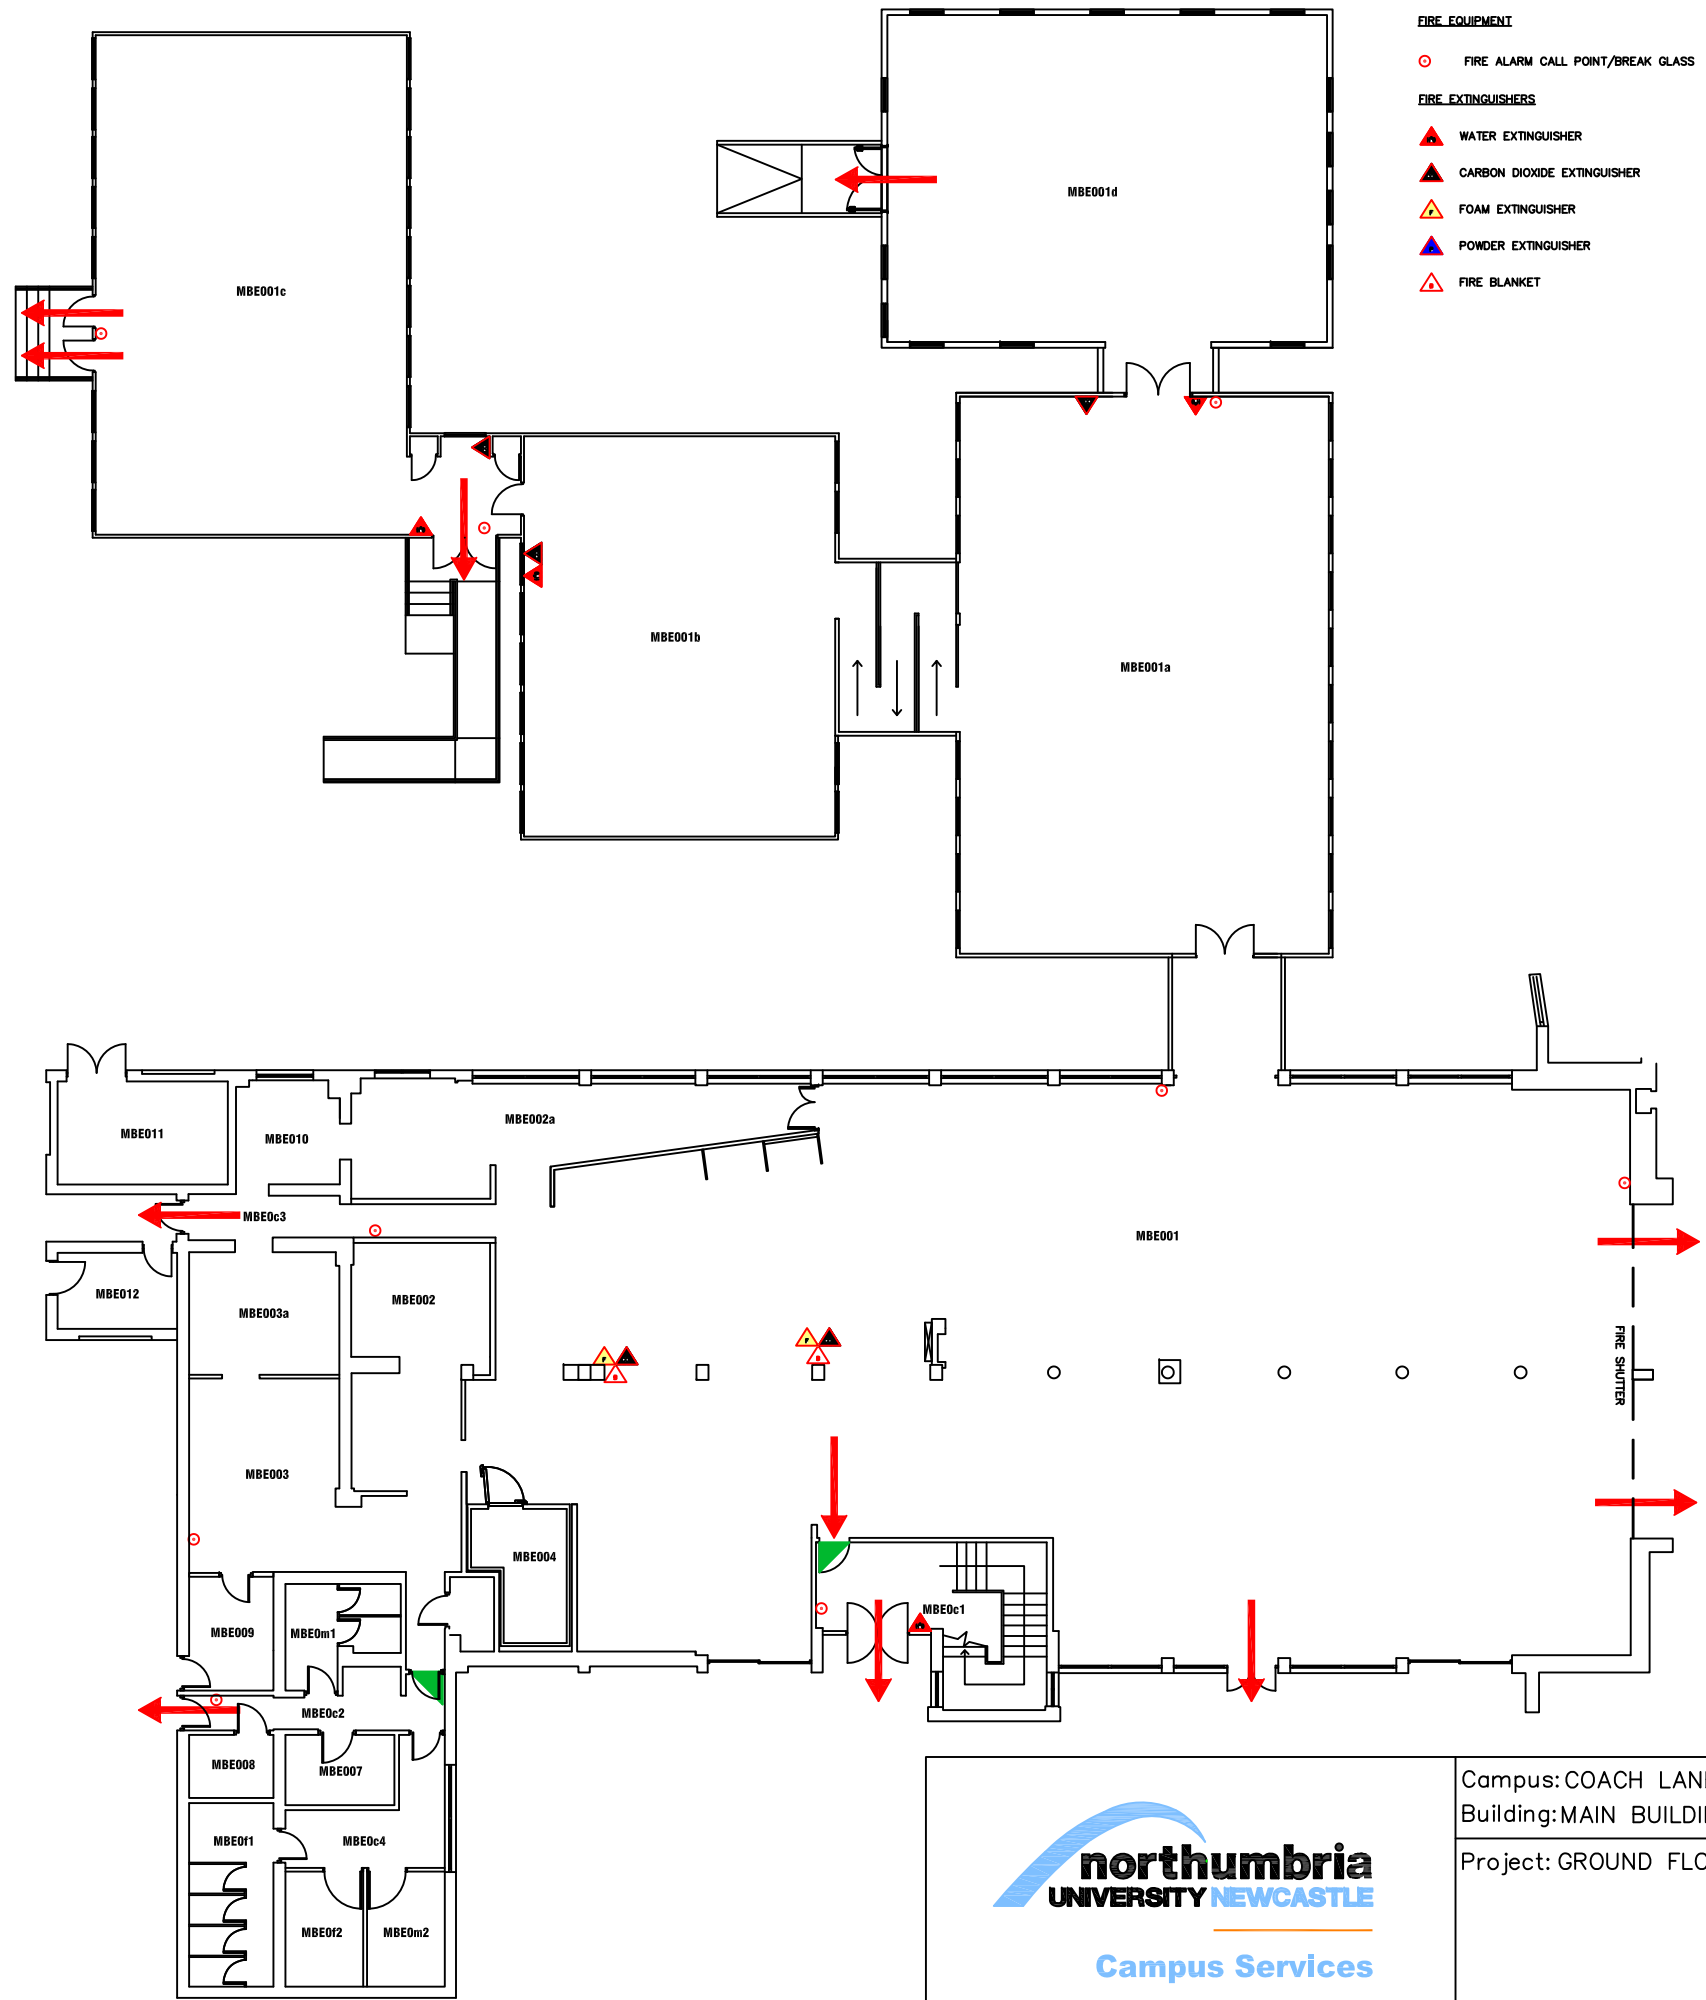 FIRE EQUIPMENT
FIRE ALARM CALL POINT/BREAK GLASS
FIRE EXTINGUISHERS
WATER EXTINGUISHER
CARBON DIOXIDE EXTINGUISHER
FOAM EXTINGUISHER
POWDER EXTINGUISHER
FIRE BLANKET
MBE001d
MBE001c
MBE001b
MBE001a
MBE002a
MBE011
MBE010
MBE0c3
MBE001
MBE012
MBE002
MBE003a
FIRE SHUTTER
MBE003
MBE004
MBE0c1
MBE009
MBE0m1
MBE0c2
MBE008
MBE007
MBE0f1
MBE0c4
MBE0f2
MBE0m2
northumbria
UNIVERSITY NEWCASTLE
Campus Services
Campus: COACH LAN
Building: MAIN BUILDI
Project: GROUND FLO